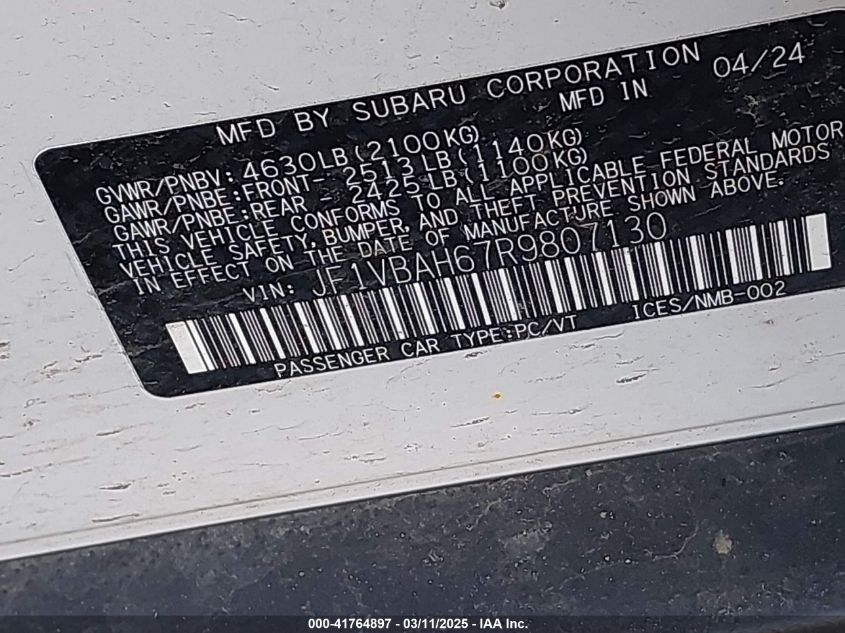 MFD BY SUBARU CORPORATION 04/24
MFD IN
GVWR/PNBV: 4630LB (2100KG)
GAWR/PNBE:FRONT- 2513LB (1140KG)
GAWR/PNBE:REAR - 2425LB (1100KG)
THIS VEHICLE CONFORMS TO ALL APPLICABLE FEDERAL MOTOR
VEHICLE SAFETY,BUMPER,AND THEFT PREVENTION STANDARDS
IN EFFECT ON THE DATE OF MANUFACTURE SHOWN ABOVE.
VIN: JF1VBAH67R9807130
PASSENGER CAR TYPE:PC/VT ICES/NMB-002
000-41764897 - 03/11/2025 - IAA Inc.